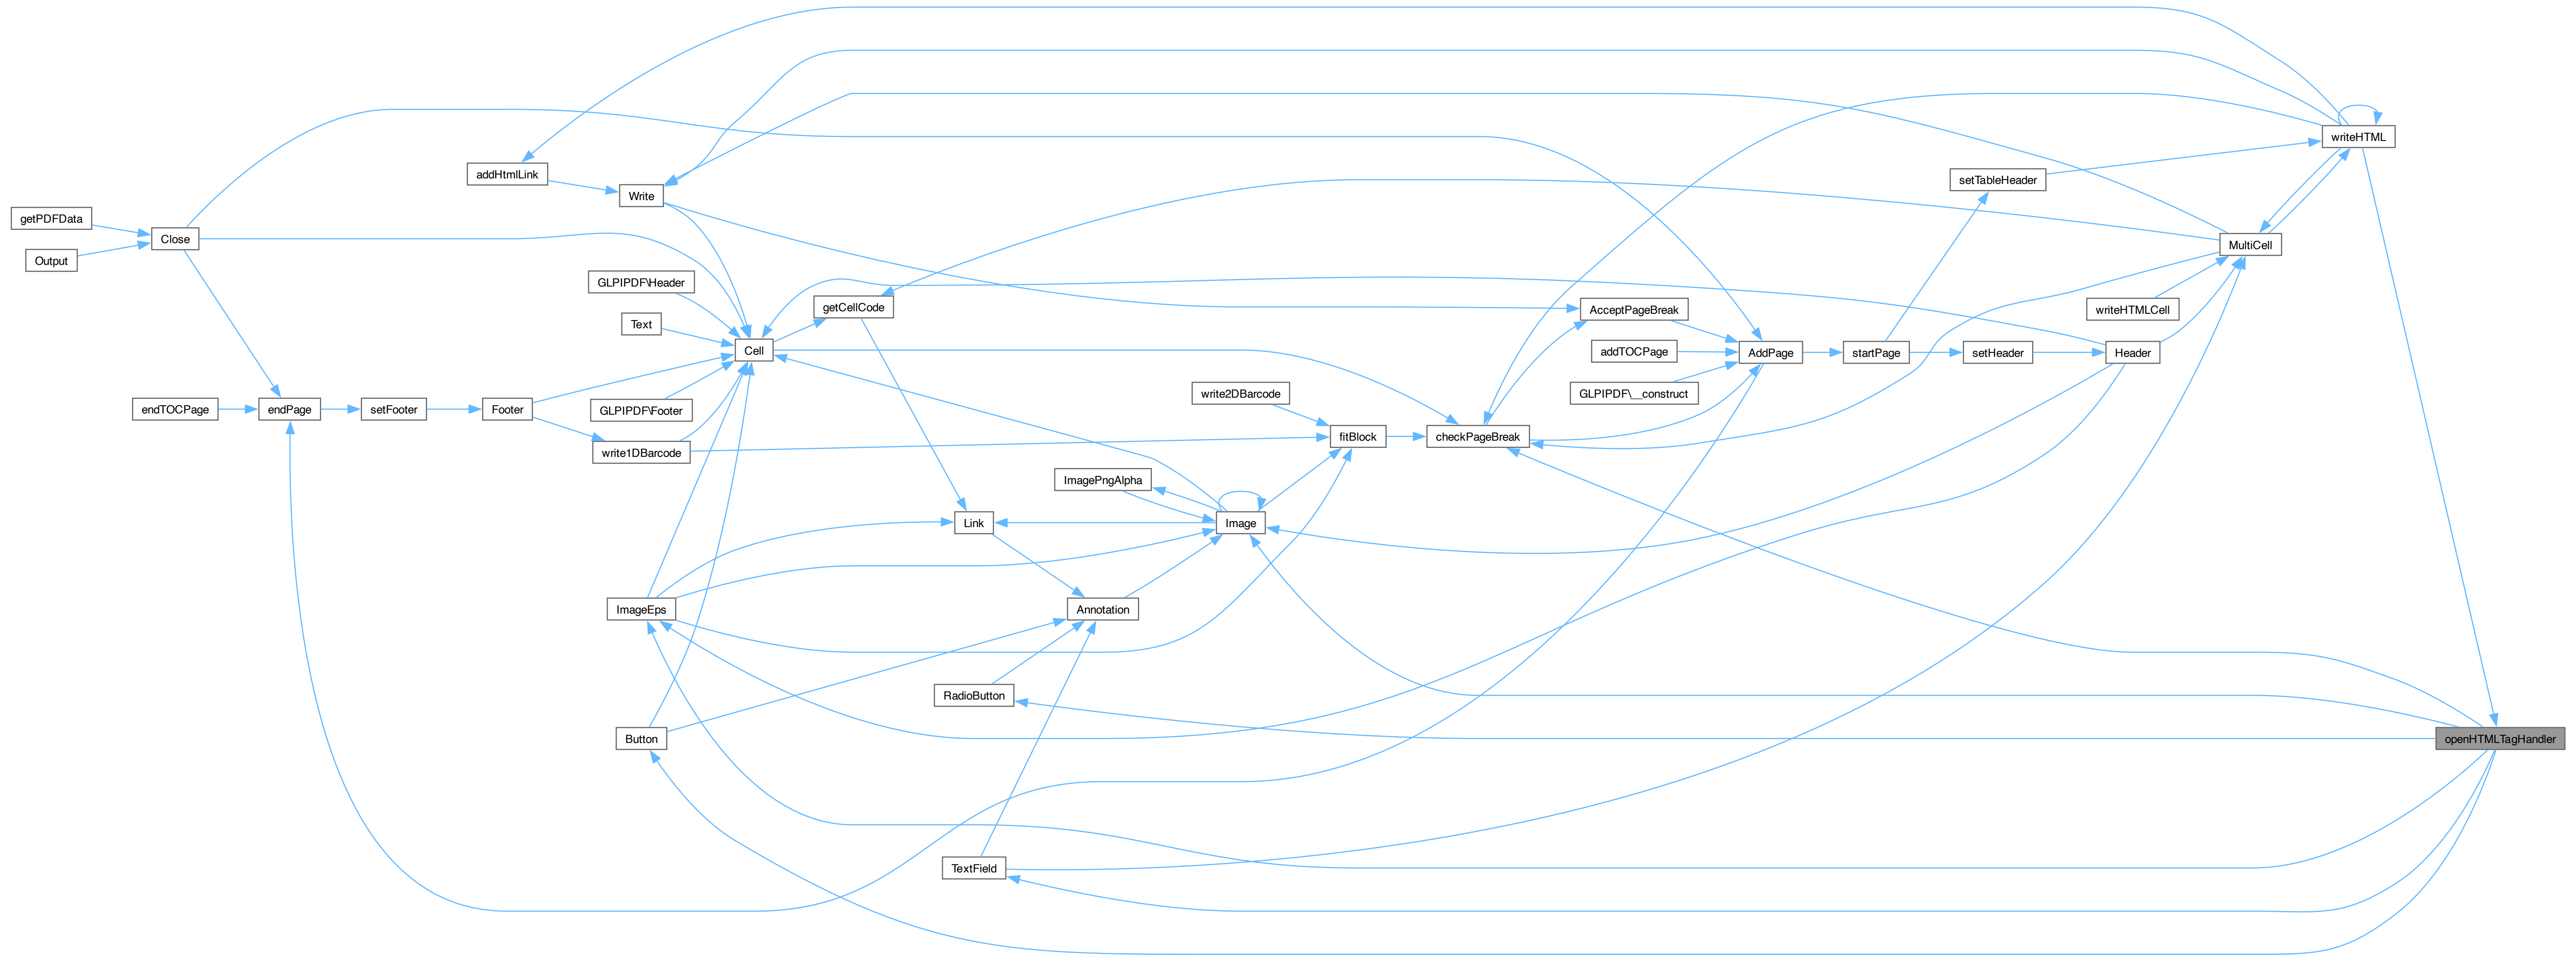 writeHTML
addHtmlLink
setTableHeader
Write
getPDFData
Close
MultiCell
Output
GLPIPDF\Header
getCellCode
AcceptPageBreak
writeHTMLCell
Text
Cell
addTOCPage
AddPage
startPage
setHeader
Header
write2DBarcode
GLPIPDF\__construct
endTOCPage
endPage
setFooter
Footer
GLPIPDF\Footer
fitBlock
checkPageBreak
write1DBarcode
ImagePngAlpha
Link
Image
ImageEps
Annotation
RadioButton
Button
openHTMLTagHandler
TextField